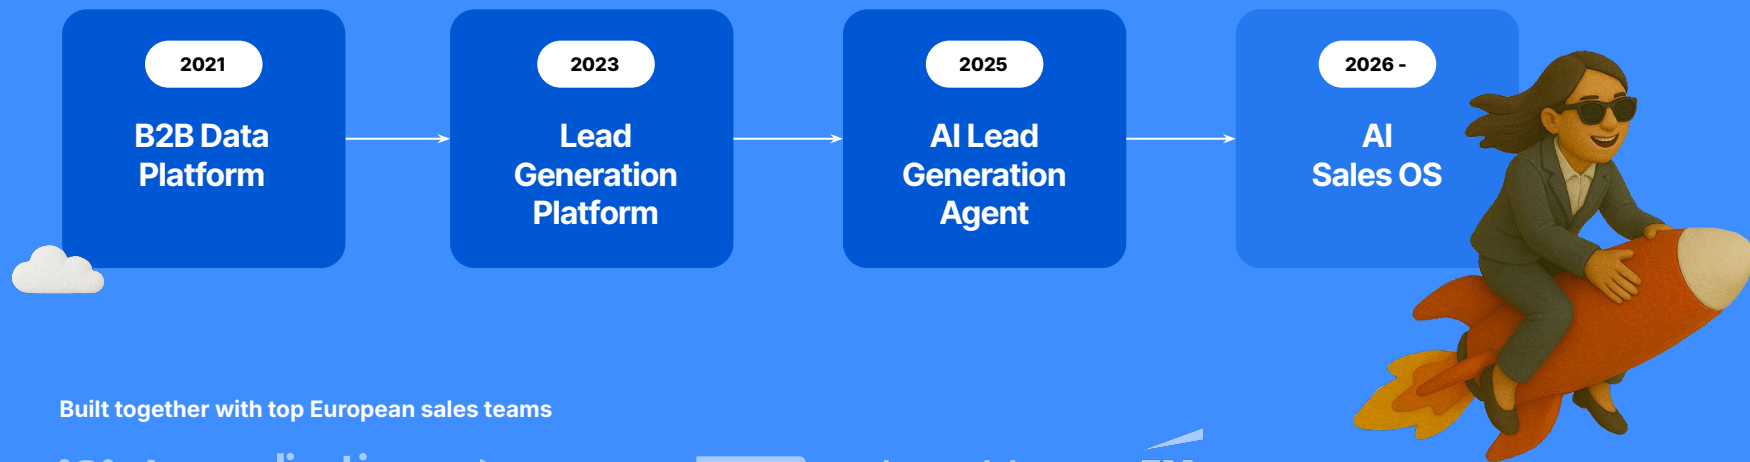 2021
B2B Data
Platform
2023
Lead
Generation
Platform
2025
AI Lead
Generation
Agent
2026 -
AI
Sales OS
Built together with top European sales teams